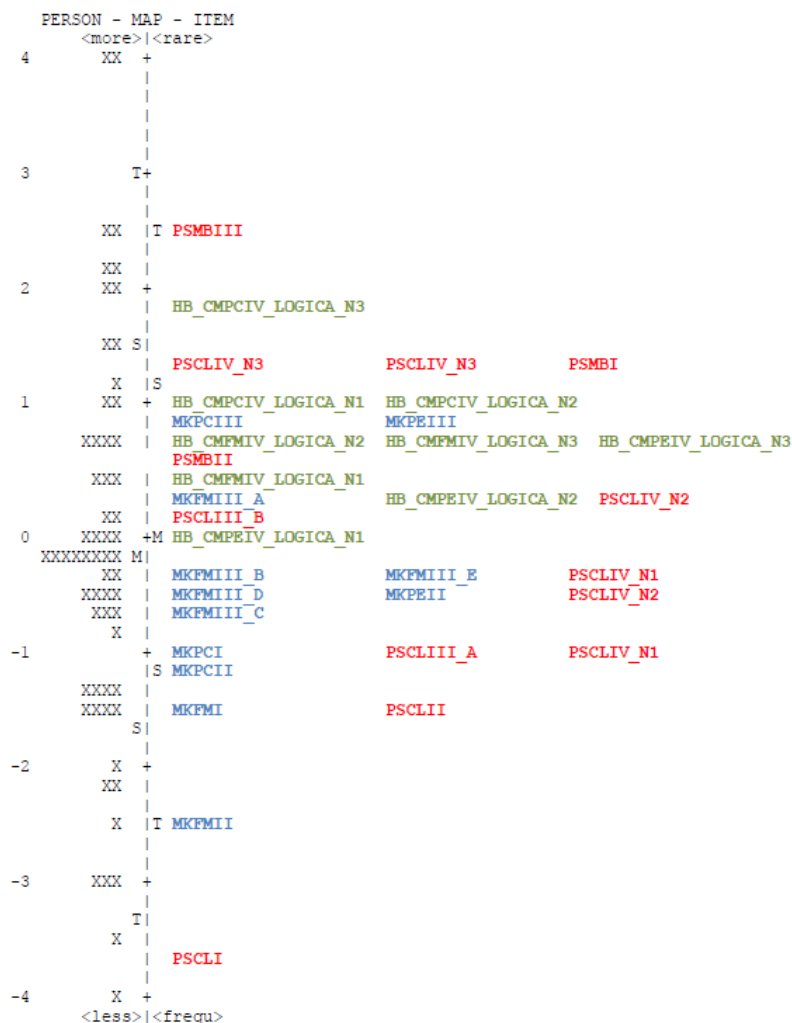 PERSON - MAP - ITEM
<more>|<rare>
4 XX +
|
|
|
|
|
3 T+
|
|
XX |T PSMBIII
|
XX |
2 XX +
| HB_CMPCIV_LOGICA_N3
|
XX S|
| PSCLIV_N3 PSCLIV_N3 PSMBI
X |S
1 XX + HB_CMPCIV_LOGICA_N1 HB_CMPCIV_LOGICA_N2
| MKPCIII MKPEIII
XXXX | HB_CMFMIV_LOGICA_N2 HB_CMFMIV_LOGICA_N3 HB_CMPEIV_LOGICA_N3
| PSMBII
XXX | HB_CMFMIV_LOGICA_N1
| MKFMIII_A HB_CMPEIV_LOGICA_N2 PSCLIV_N2
XX | PSCLIII_B
0 XXXX +M HB_CMPEIV_LOGICA_N1
XXXXXXXX M|
XX | MKFMIII_B MKFMIII_E PSCLIV_N1
XXXX | MKFMIII_D MKPEII PSCLIV_N2
XXX | MKFMIII_C
X |
-1 + MKPCI PSCLIII_A PSCLIV_N1
|S MKPCII
XXXX |
XXXX | MKFMI PSCLII
S|
|
-2 X +
XX |
|
X |T MKFMII
|
|
-3 XXX +
|
T|
X |
| PSCLI
|
-4 X +
<less>|<frequ>